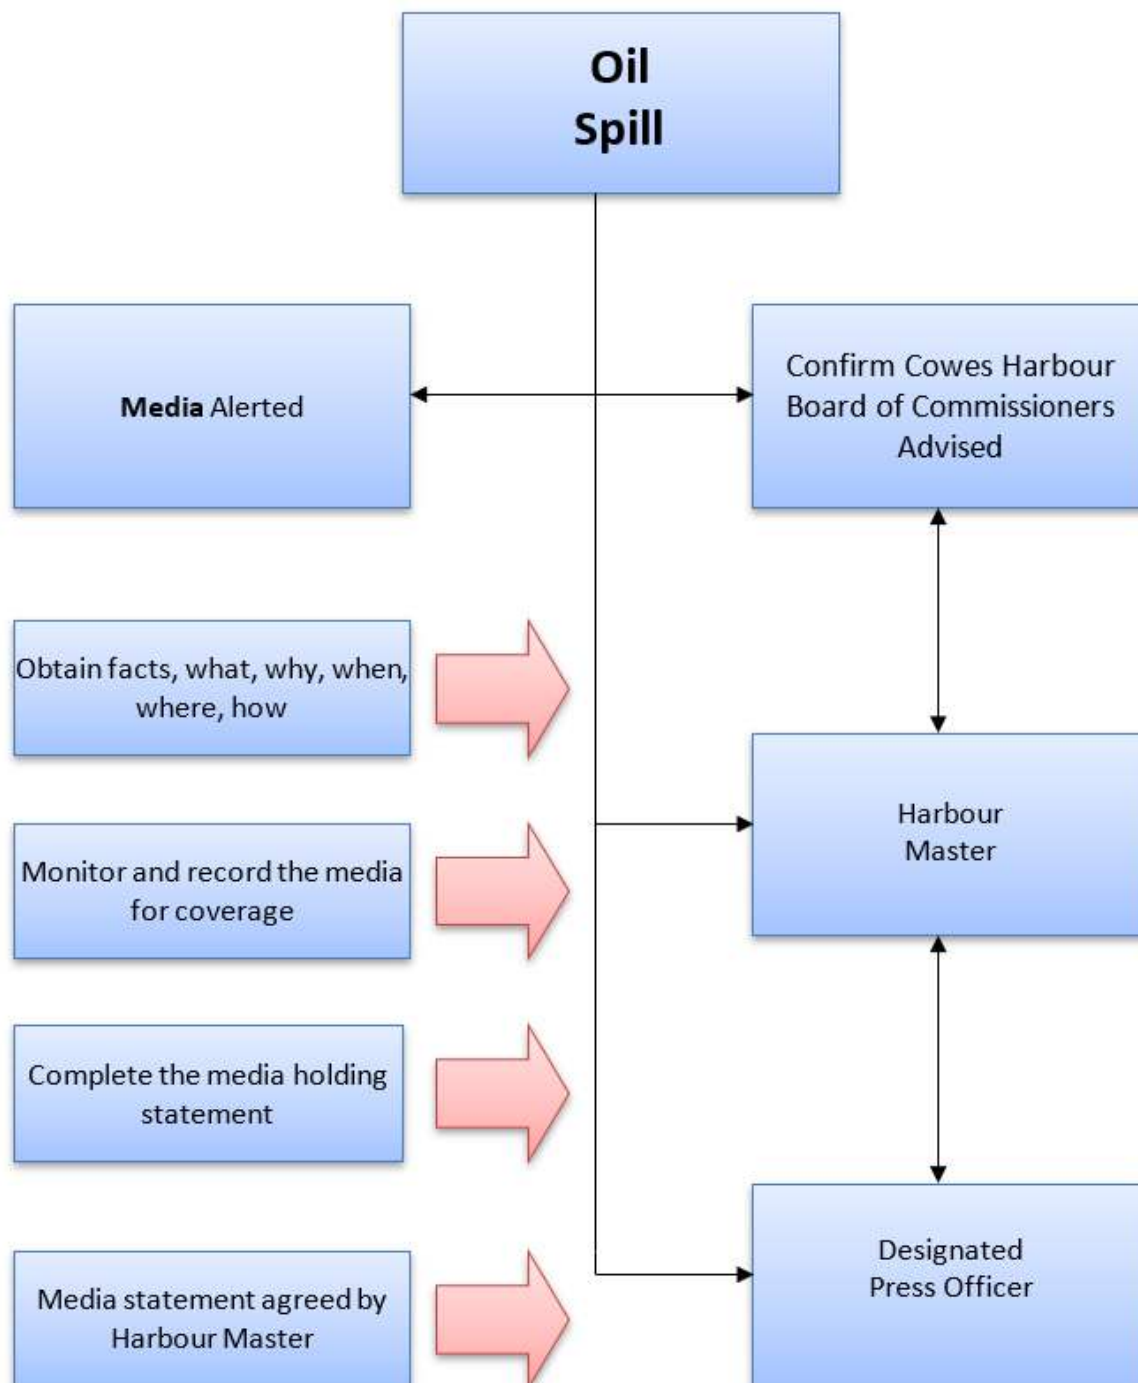 Oil
Spill
Media Alerted
Confirm Cowes Harbour
Board of Commissioners
Advised
Obtain facts, what, why, when,
where, how
Harbour
Master
Monitor and record the media
for coverage
Complete the media holding
statement
Designated
Press Officer
Media statement agreed by
Harbour Master